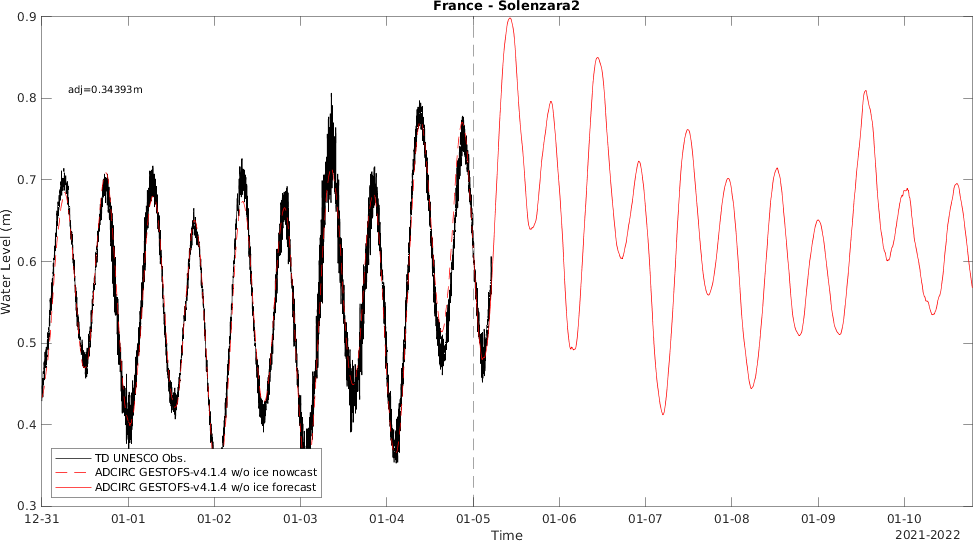 France - Solenzara2
0.9
0.8
0.7
0.6
0.5
0.4
0.3
Water Level (m)
adj=0.34393m
TD UNESCO Obs.
ADCIRC GESTOFS-v4.1.4 w/o ice nowcast
ADCIRC GESTOFS-v4.1.4 w/o ice forecast
12-31 01-01 01-02 01-03 01-04 01-05 01-06 01-07 01-08 01-09 01-10
Time
2021-2022